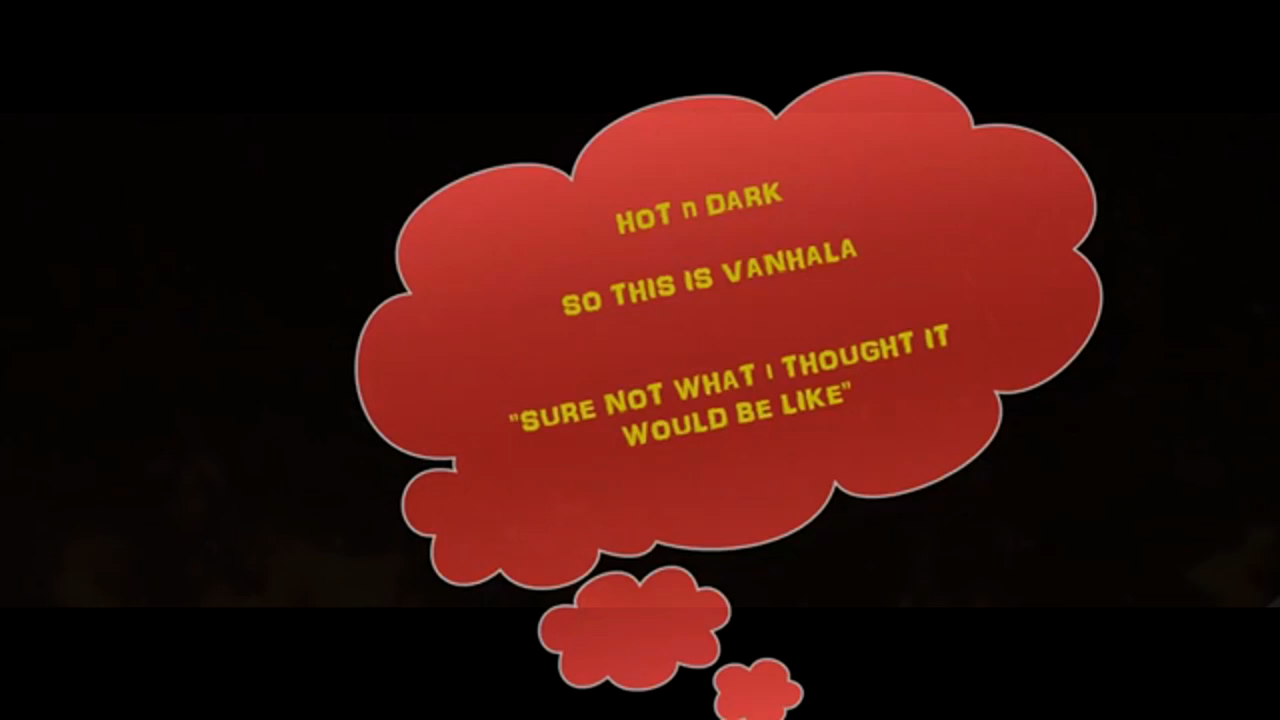 HOT n DARK
SO THIS IS VANHALA
"SURE NOT WHAT I THOUGHT IT
WOULD BE LIKE"